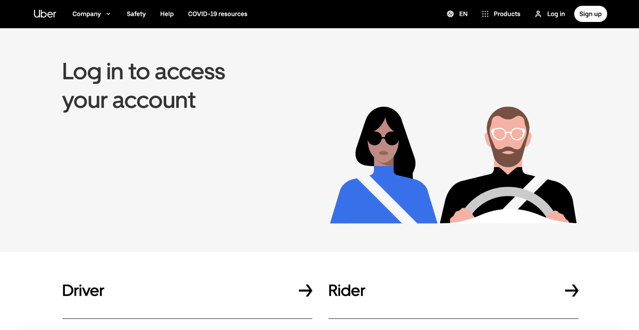 Uber Company Safety Help COVID-19 resources EN Products Log in Sign up
Log in to access
your account
Driver
Rider